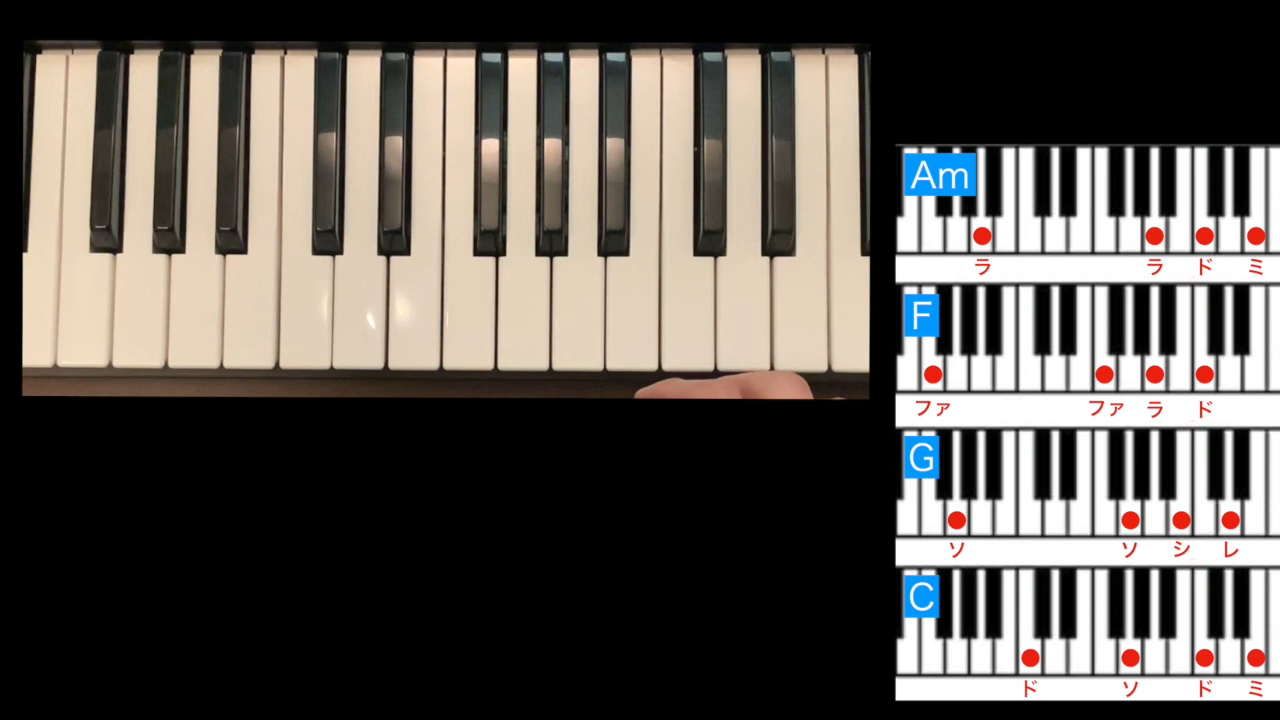 Am
ラ ラ ド ミ
F
ファ ファ ラ ド
G
ソ ソ シ レ
C
ド ソ ド ミ